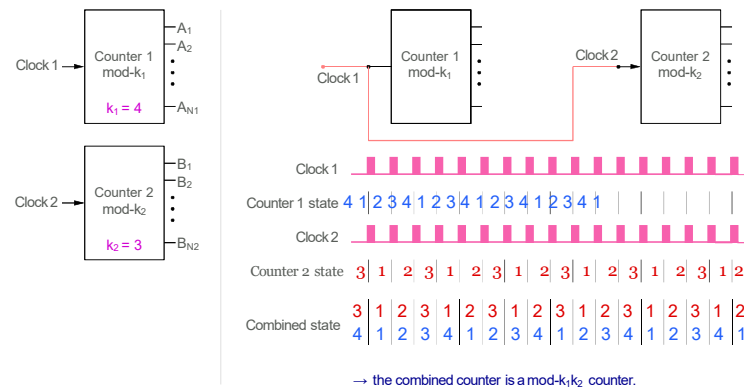 Clock 1
Counter 1
mod-k₁
k₁ = 4
A₁
A₂
A_N1
Clock 2
Counter 2
mod-k₂
k₂ = 3
B₁
B₂
B_N2
Clock 1
Counter 1
mod-k₁
Clock 2
Counter 2
mod-k₂
Clock 1
Counter 1 state 4 1 2 3 4 1 2 3 4 1 2 3 4 1 2 3 4 1
Clock 2
Counter 2 state 3 1 2 3 1 2 3 1 2 3 1 2 3 1 2 3 1 2
Combined state
3 1 2 3 1 2 3 1 2 3 1 2 3 1 2 3 1 2
4 1 2 3 4 1 2 3 4 1 2 3 4 1 2 3 4 1
→ the combined counter is a mod-k₁k₂ counter.